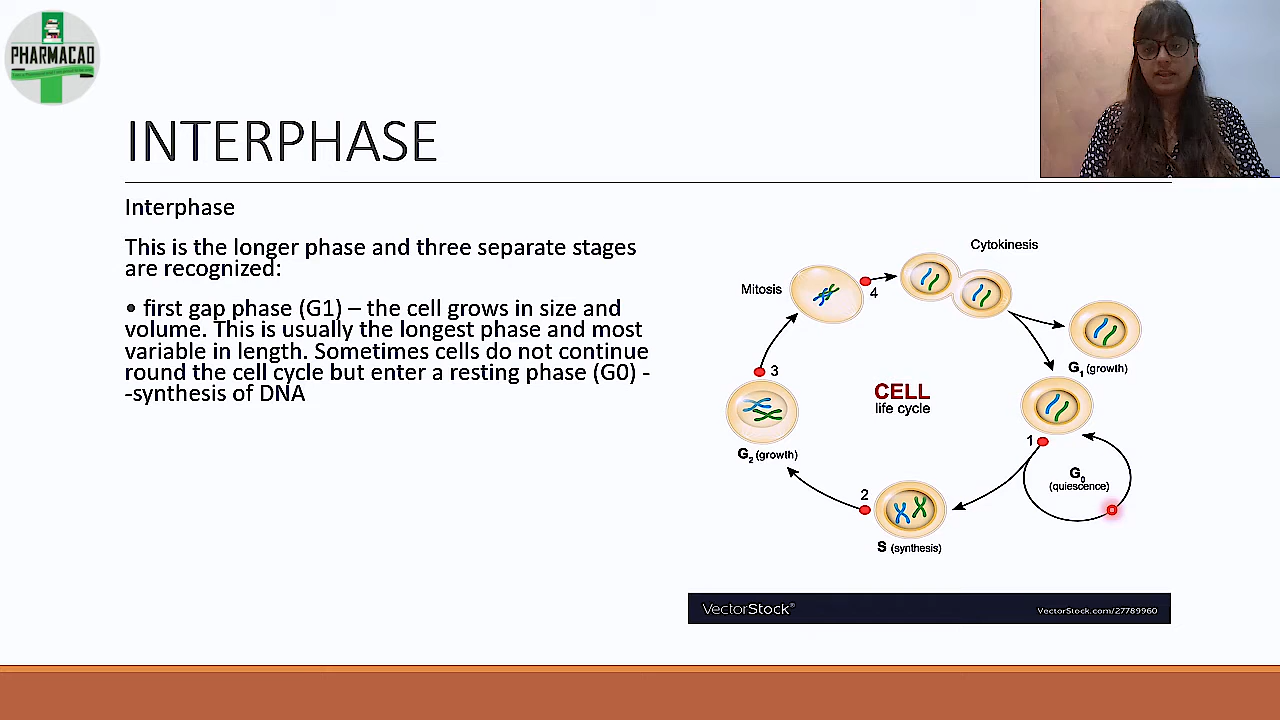 PHARMACAD
INTERPHASE
Interphase
This is the longer phase and three separate stages
are recognized:
• first gap phase (G1) – the cell grows in size and
volume. This is usually the longest phase and most
variable in length. Sometimes cells do not continue
round the cell cycle but enter a resting phase (G0) -
-synthesis of DNA
Cytokinesis
Mitosis
4
G1 (growth)
3
CELL
life cycle
1
G2 (growth)
G0
(quiescence)
2
S (synthesis)
VectorStock®
VectorStock.com/27789960